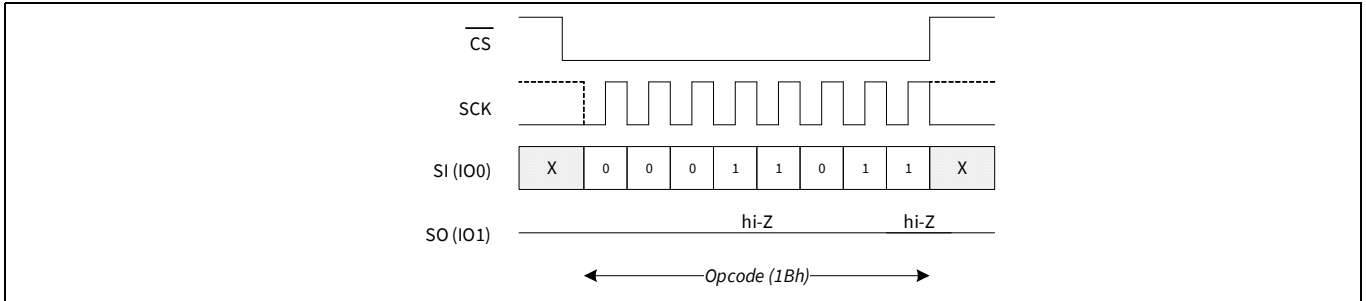 CS
SCK
SI (IO0) X 0 0 0 1 1 0 1 1 X
hi-Z hi-Z
SO (IO1)
Opcode (1Bh)